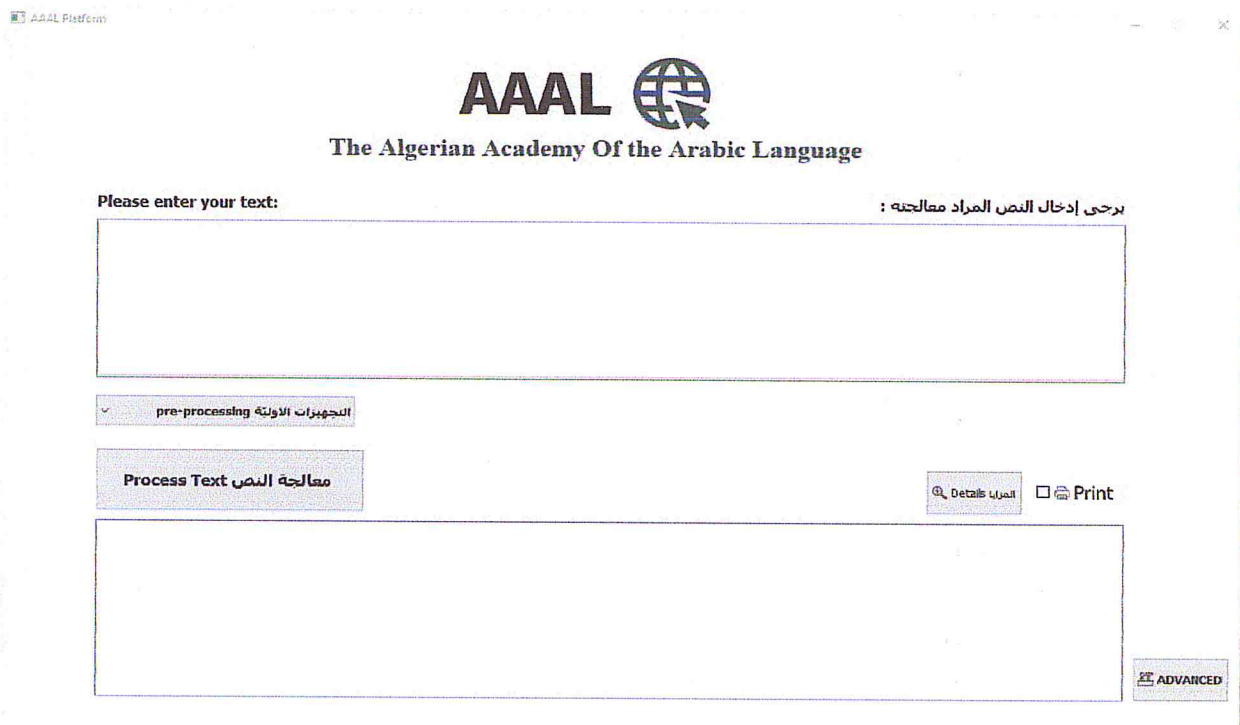 AAAL Platform
AAAL
The Algerian Academy Of the Arabic Language
Please enter your text:
يرجى إدخال النص المراد معالجته :
التجهيزات الاوليّة pre-processing
معالجة النص Process Text
المزايا Details
Print
ADVANCED